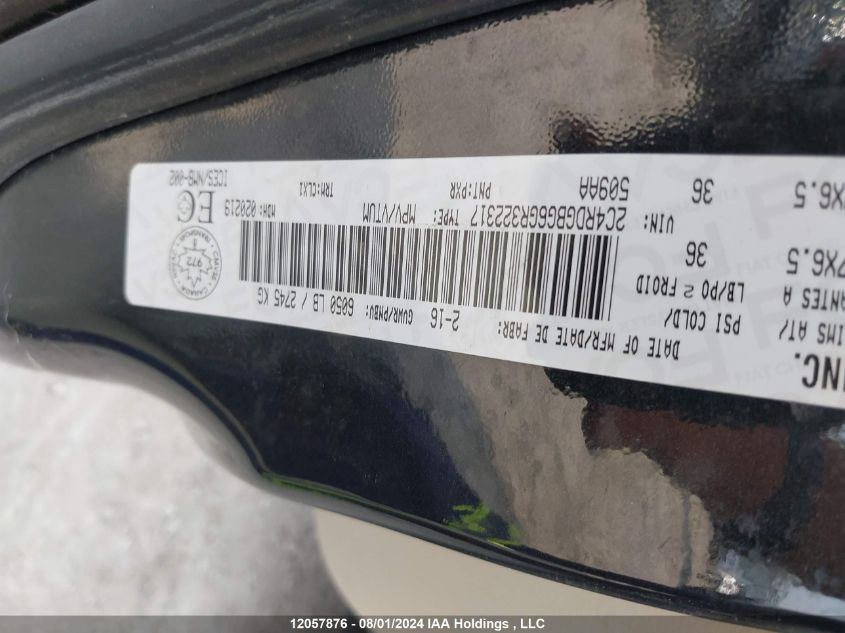 INC.
DATE OF MFR/DATE DE FABR: 2-16 GVWR/PNBV: 6050 LB / 2745 KG
IMS AT/ PSI COLD/
ANTES A LB/PO 2 FROID
7X6.5 36
X6.5 36
VIN: 2C4RDGBG6GR322317 TYPE: MPV/VTUM MDH: 020219
509AA PNT:PXR TRM:CLX1
972
EC
ICES/NMB-002
12057876 - 08/01/2024 IAA Holdings , LLC